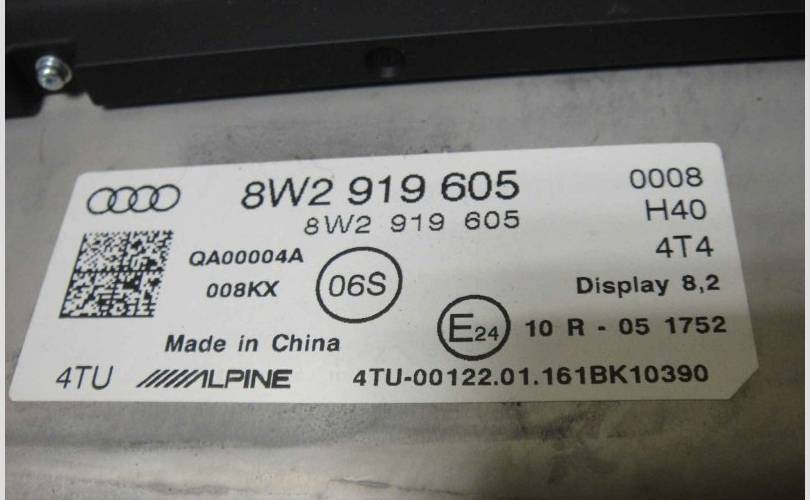 8W2 919 605 0008
8W2 919 605 H40
QA00004A 4T4
008KX 06S Display 8,2
E24 10 R - 05 1752
Made in China
4TU ALPINE 4TU-00122.01.161BK10390